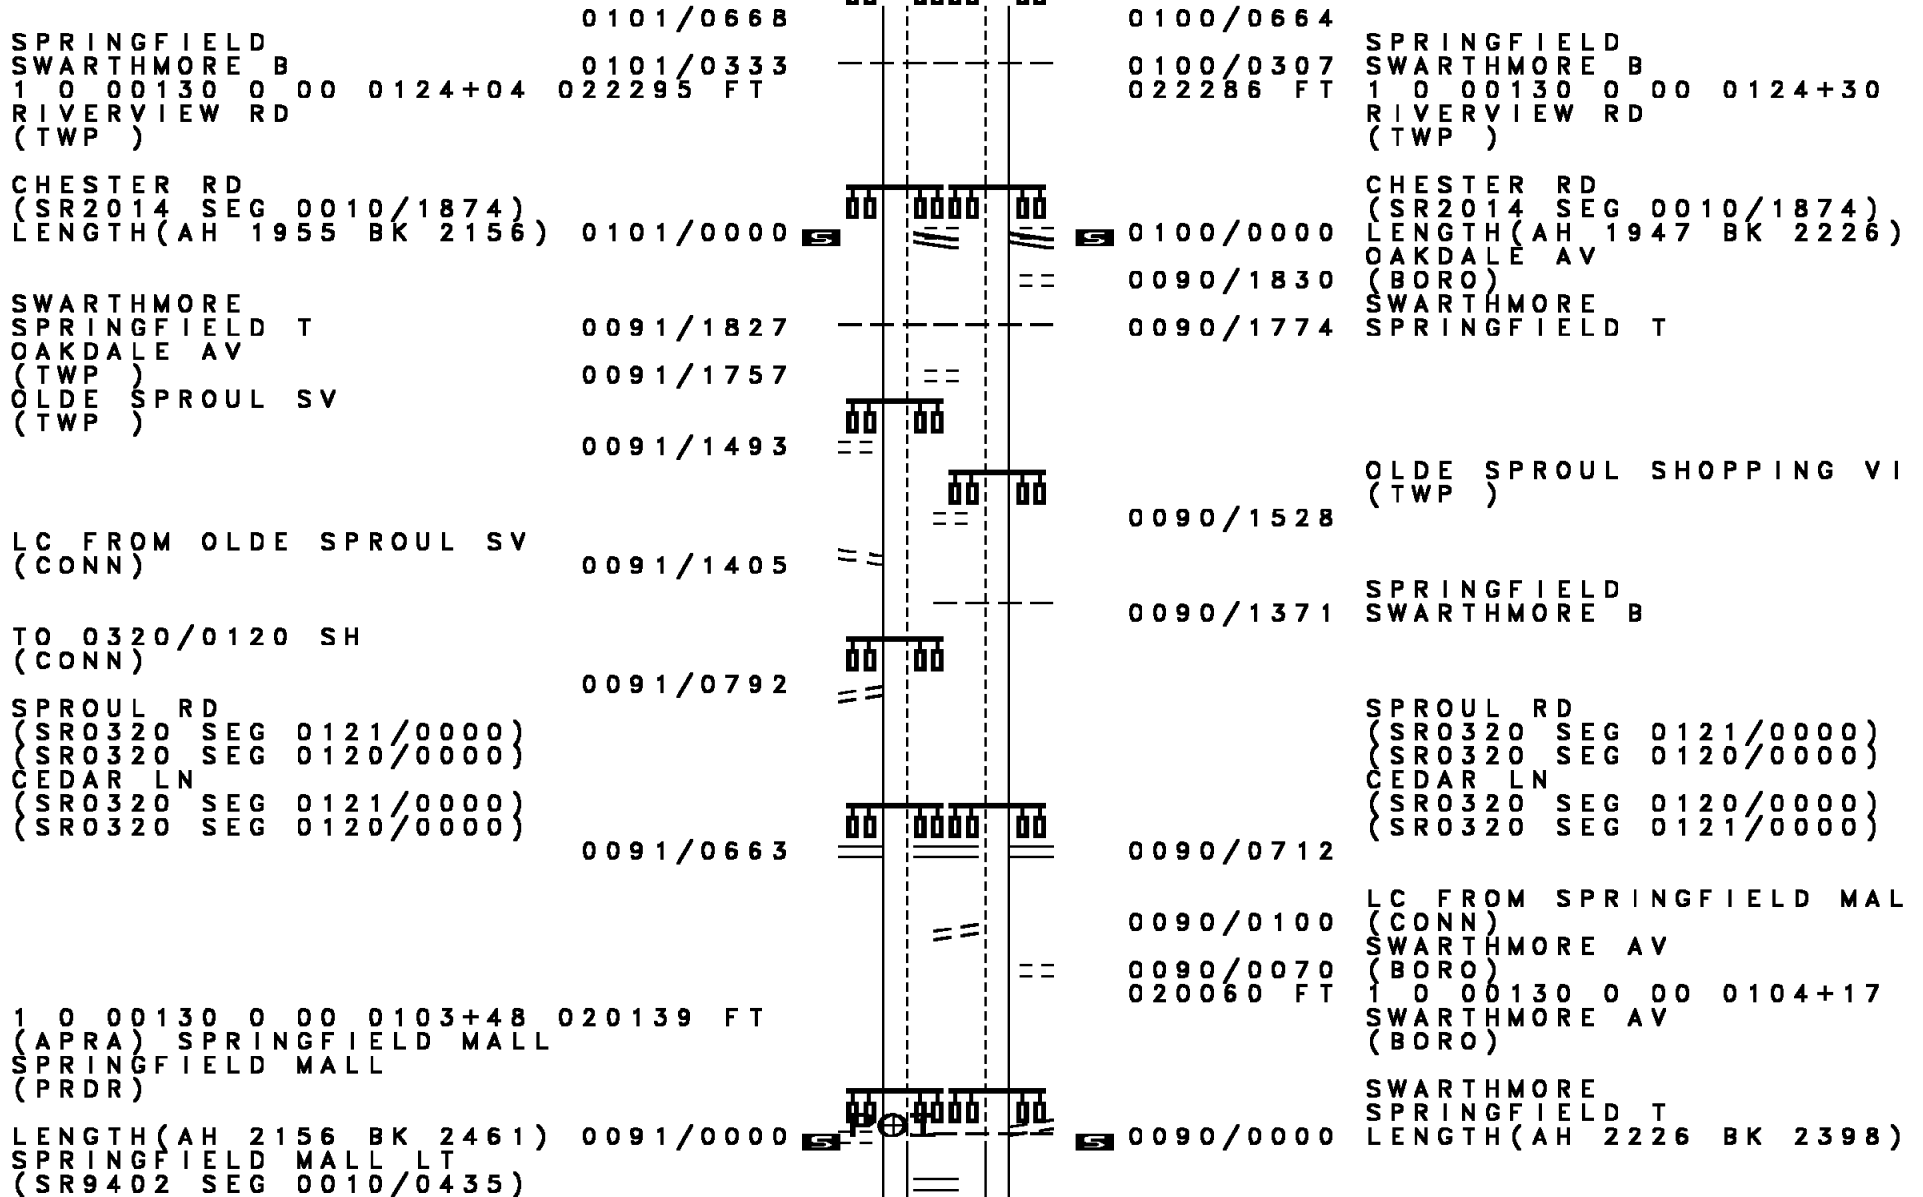 0101/0668
SPRINGFIELD
SWARTHMORE B 0101/0333
1 0 00130 0 00 0124+04 022295 FT
RIVERVIEW RD
(TWP )
CHESTER RD
(SR2014 SEG 0010/1874)
LENGTH(AH 1955 BK 2156) 0101/0000 S
SWARTHMORE
SPRINGFIELD T 0091/1827
OAKDALE AV
(TWP ) 0091/1757
OLDE SPROUL SV
(TWP )
0091/1493
LC FROM OLDE SPROUL SV
(CONN) 0091/1405
TO 0320/0120 SH
(CONN)
0091/0792
SPROUL RD
(SR0320 SEG 0121/0000)
(SR0320 SEG 0120/0000)
CEDAR LN
(SR0320 SEG 0121/0000)
(SR0320 SEG 0120/0000)
0091/0663
1 0 00130 0 00 0103+48 020139 FT
(APRA) SPRINGFIELD MALL
SPRINGFIELD MALL
(PRDR)
LENGTH(AH 2156 BK 2461) 0091/0000 S
SPRINGFIELD MALL LT
(SR9402 SEG 0010/0435)
0100/0664
SPRINGFIELD
0100/0307 SWARTHMORE B
022286 FT 1 0 00130 0 00 0124+30
RIVERVIEW RD
(TWP )
CHESTER RD
(SR2014 SEG 0010/1874)
S 0100/0000 LENGTH(AH 1947 BK 2226)
OAKDALE AV
0090/1830 (BORO)
SWARTHMORE
0090/1774 SPRINGFIELD T
OLDE SPROUL SHOPPING VI
(TWP )
0090/1528
SPRINGFIELD
0090/1371 SWARTHMORE B
SPROUL RD
(SR0320 SEG 0121/0000)
(SR0320 SEG 0120/0000)
CEDAR LN
(SR0320 SEG 0120/0000)
(SR0320 SEG 0121/0000)
0090/0712
LC FROM SPRINGFIELD MAL
0090/0100 (CONN)
SWARTHMORE AV
0090/0070 (BORO)
020060 FT 1 0 00130 0 00 0104+17
SWARTHMORE AV
(BORO)
SWARTHMORE
SPRINGFIELD T
S 0090/0000 LENGTH(AH 2226 BK 2398)